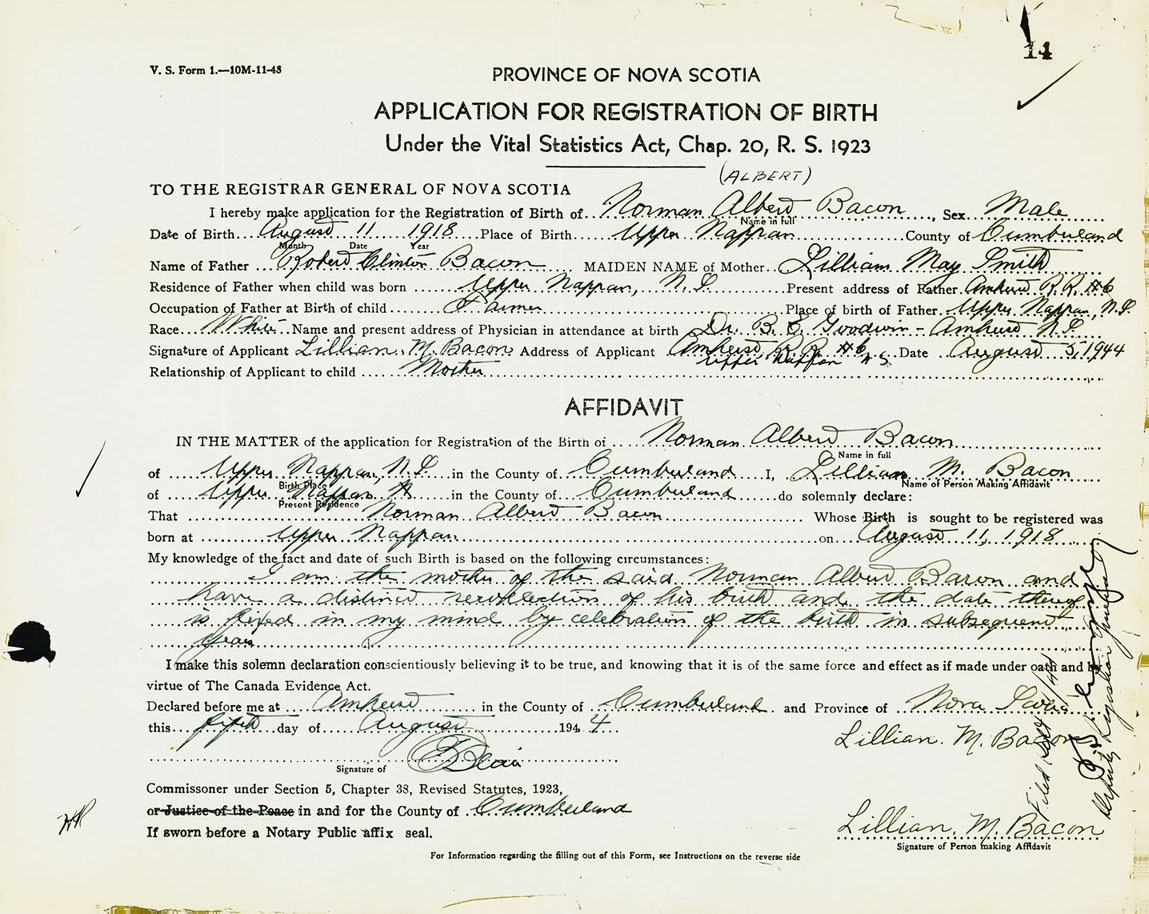 14
V. S. Form 1.—10M-11-43
PROVINCE OF NOVA SCOTIA
APPLICATION FOR REGISTRATION OF BIRTH
Under the Vital Statistics Act, Chap. 20, R. S. 1923
(ALBERT)
TO THE REGISTRAR GENERAL OF NOVA SCOTIA
I hereby make application for the Registration of Birth of Norman Albert Bacon, Sex Male
Name in full
Date of Birth August 11 1918 Place of Birth Upper Nappan County of Cumberland
Month Date Year
Name of Father Robert Clinton Bacon MAIDEN NAME of Mother Lillian May Smith
Residence of Father when child was born Upper Nappan, N.S. Present address of Father Amherst R.R. #6
Occupation of Father at Birth of child Farmer Place of birth of Father Upper Nappan, N.S.
Race White Name and present address of Physician in attendance at birth Dr. B. E. Goodwin - Amherst N.S.
Signature of Applicant Lillian. M. Bacon Address of Applicant Amherst R.R. #6 Date August 5, 1944
Upper Nappan N.S.
Relationship of Applicant to child Mother
AFFIDAVIT
IN THE MATTER of the application for Registration of the Birth of Norman Albert Bacon
Name in full
of Upper Nappan, N.S. in the County of Cumberland I, Lillian M. Bacon
Birth Place Name of Person Making Affidavit
of Upper Nappan in the County of Cumberland do solemnly declare:
Present Residence
That Norman Albert Bacon Whose Birth is sought to be registered was
born at Upper Nappan on August 11, 1918
My knowledge of the fact and date of such Birth is based on the following circumstances:
I am the mother of the said Norman Albert Bacon and
have a distinct recollection of his birth and the date thereof
is fixed in my mind by celebration of the birth in subsequent
years
I make this solemn declaration conscientiously believing it to be true, and knowing that it is of the same force and effect as if made under oath and by
virtue of The Canada Evidence Act.
Declared before me at Amherst in the County of Cumberland and Province of Nova Scotia
this fifth day of August 1944
Lillian. M. Bacon
Signature of
Commissoner under Section 5, Chapter 38, Revised Statutes, 1923,
or Justice of the Peace in and for the County of Cumberland
If sworn before a Notary Public affix seal.
Lillian M. Bacon
Signature of Person making Affidavit
For Information regarding the filling out of this Form, see Instructions on the reverse side
Filed
Deputy Registrar General